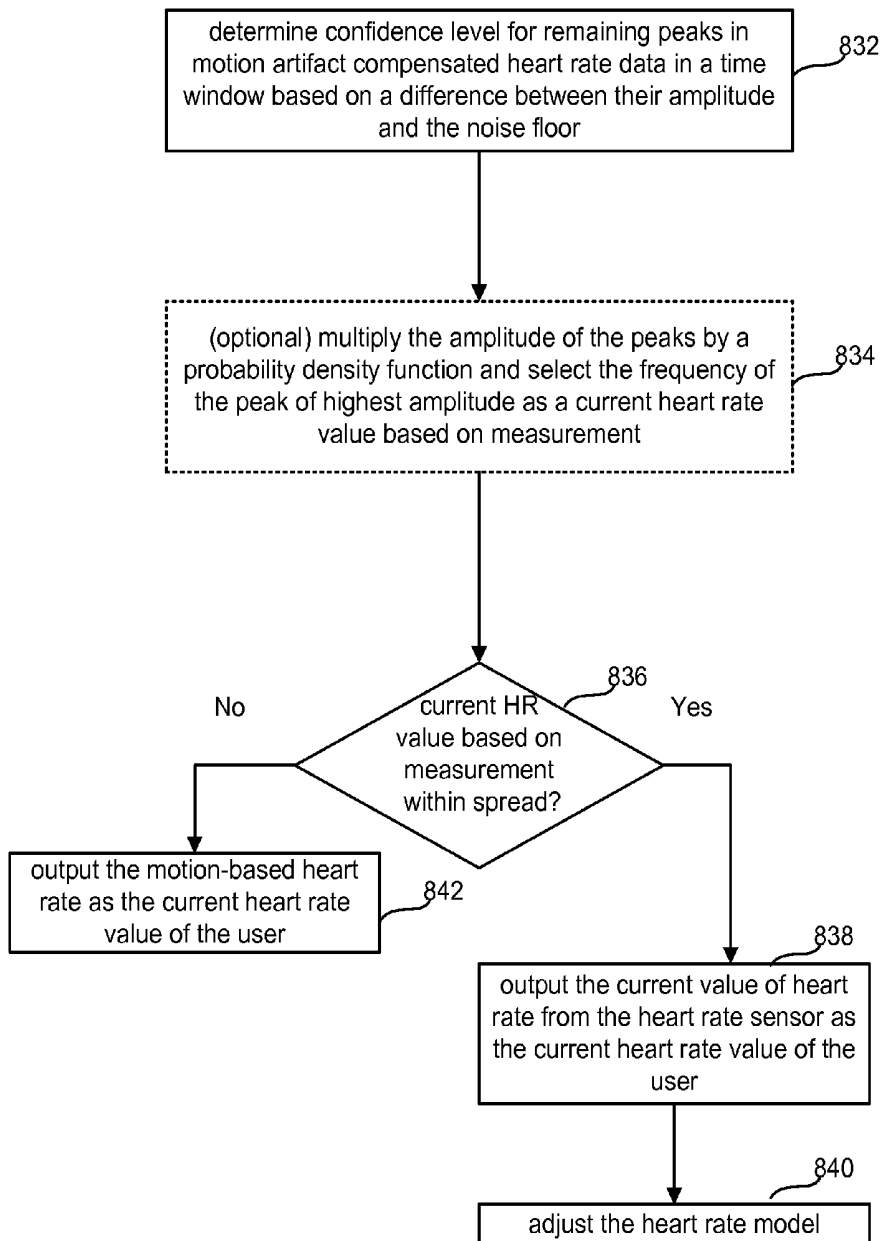 determine confidence level for remaining peaks in
motion artifact compensated heart rate data in a time
window based on a difference between their amplitude
and the noise floor
832
(optional) multiply the amplitude of the peaks by a
probability density function and select the frequency of
the peak of highest amplitude as a current heart rate
value based on measurement
834
836
No
Yes
current HR
value based on
measurement
within spread?
output the motion-based heart
rate as the current heart rate
value of the user
842
838
output the current value of heart
rate from the heart rate sensor as
the current heart rate value of the
user
840
adjust the heart rate model